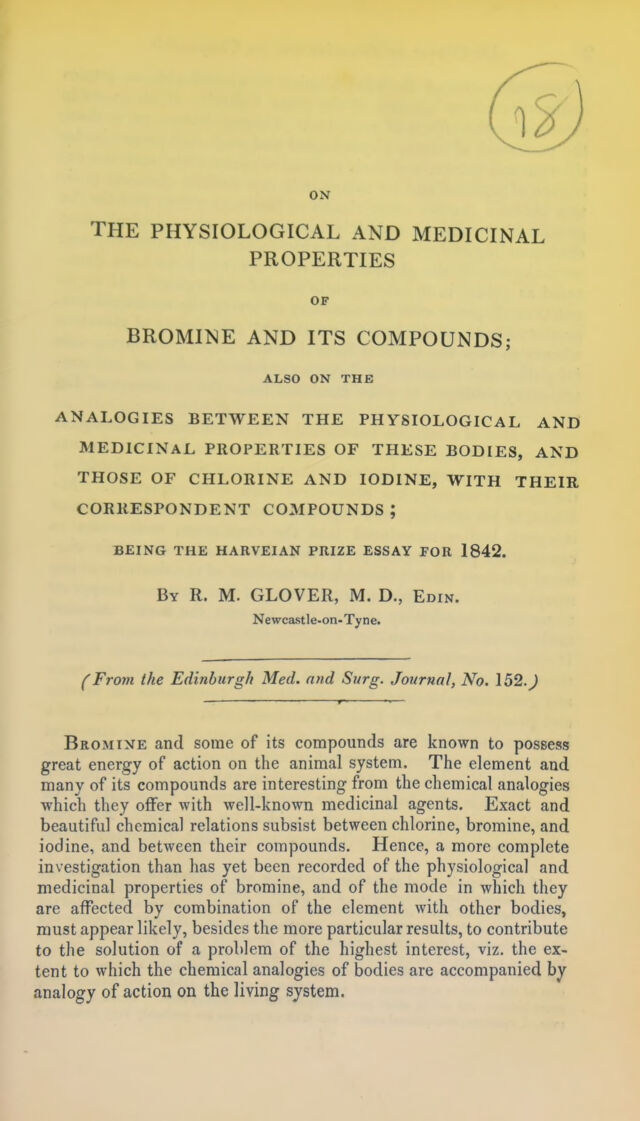 18
ON
THE PHYSIOLOGICAL AND MEDICINAL
PROPERTIES
OF
BROMINE AND ITS COMPOUNDS;
ALSO ON THE
ANALOGIES BETWEEN THE PHYSIOLOGICAL AND
MEDICINAL PROPERTIES OF THESE BODIES, AND
THOSE OF CHLORINE AND IODINE, WITH THEIR
CORRESPONDENT COMPOUNDS;
BEING THE HARVEIAN PRIZE ESSAY FOR 1842.
By R. M. GLOVER, M. D., Edin.
Newcastle-on-Tyne.
(From the Edinburgh Med. and Surg. Journal, No. 152.)
Bromine and some of its compounds are known to possess
great energy of action on the animal system. The element and
many of its compounds are interesting from the chemical analogies
which they offer with well-known medicinal agents. Exact and
beautiful chemical relations subsist between chlorine, bromine, and
iodine, and between their compounds. Hence, a more complete
investigation than has yet been recorded of the physiological and
medicinal properties of bromine, and of the mode in which they
are affected by combination of the element with other bodies,
must appear likely, besides the more particular results, to contribute
to the solution of a problem of the highest interest, viz. the ex-
tent to which the chemical analogies of bodies are accompanied by
analogy of action on the living system.